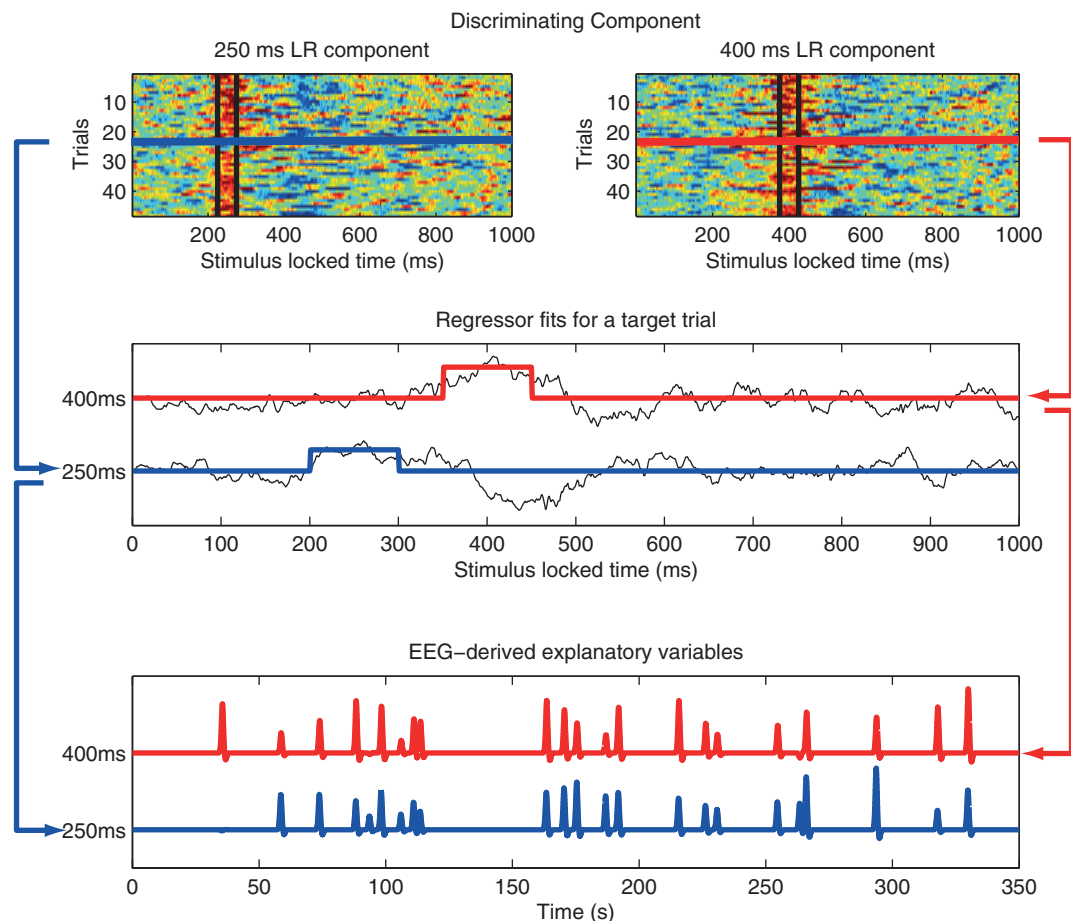 Discriminating Component
250 ms LR component
400 ms LR component
Trials
10
20
30
40
200 400 600 800 1000
Stimulus locked time (ms)
Trials
10
20
30
40
200 400 600 800 1000
Stimulus locked time (ms)
Regressor fits for a target trial
400ms
250ms
0 100 200 300 400 500 600 700 800 900 1000
Stimulus locked time (ms)
EEG−derived explanatory variables
400ms
250ms
0 50 100 150 200 250 300 350
Time (s)